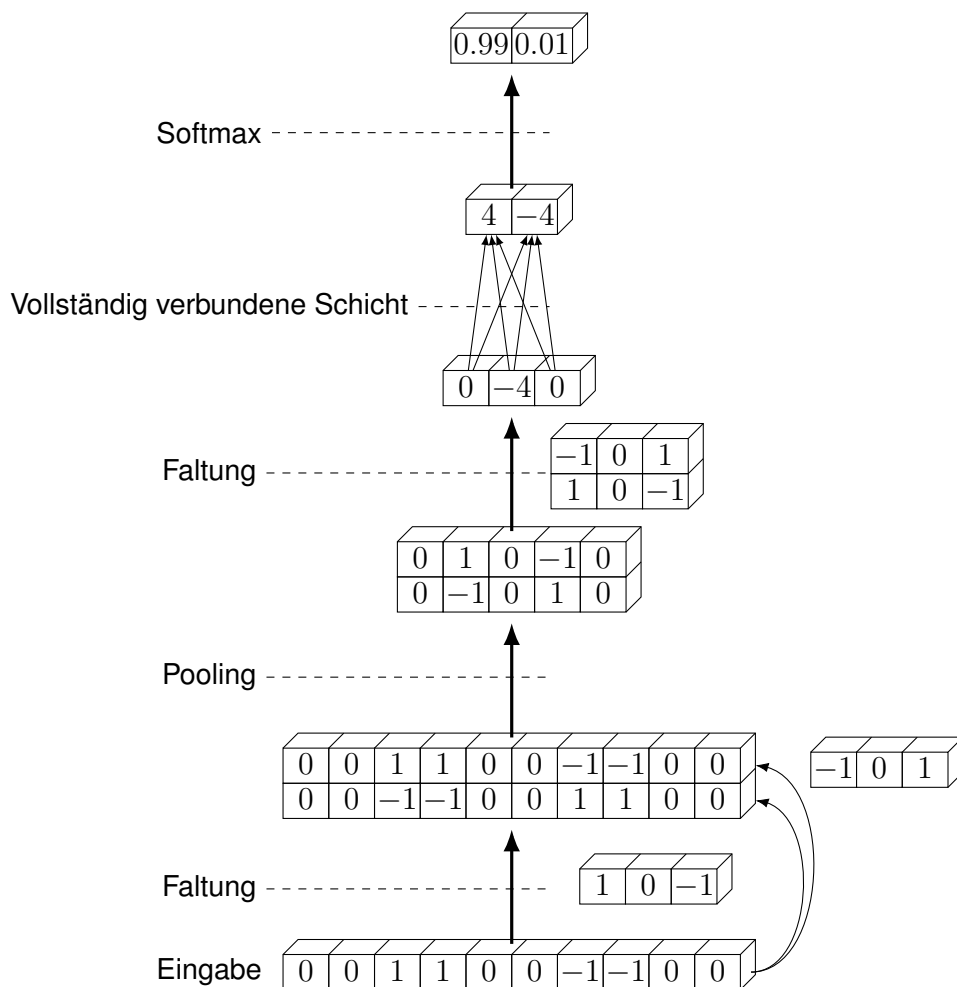 0.99 0.01
Softmax
4 −4
Vollständig verbundene Schicht
0 −4 0
−1 0 1
Faltung
1 0 −1
0 1 0 −1 0
0 −1 0 1 0
Pooling
0 0 1 1 0 0 −1 −1 0 0
−1 0 1
0 0 −1 −1 0 0 1 1 0 0
Faltung
1 0 −1
Eingabe
0 0 1 1 0 0 −1 −1 0 0